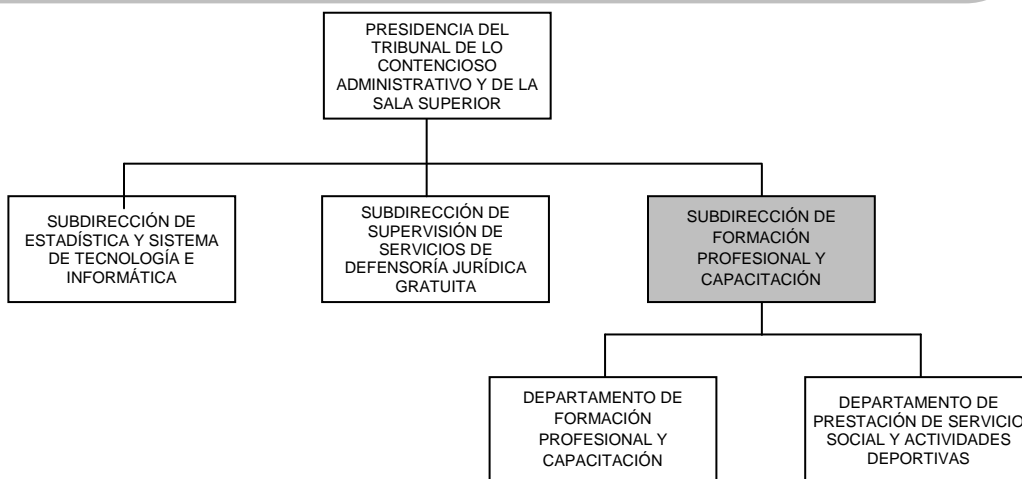 PRESIDENCIA DEL
TRIBUNAL DE LO
CONTENCIOSO
ADMINISTRATIVO Y DE LA
SALA SUPERIOR
SUBDIRECCIÓN DE
ESTADÍSTICA Y SISTEMA
DE TECNOLOGÍA E
INFORMÁTICA
SUBDIRECCIÓN DE
SUPERVISIÓN DE
SERVICIOS DE
DEFENSORÍA JURÍDICA
GRATUITA
SUBDIRECCIÓN DE
FORMACIÓN
PROFESIONAL Y
CAPACITACIÓN
DEPARTAMENTO DE
FORMACIÓN
PROFESIONAL Y
CAPACITACIÓN
DEPARTAMENTO DE
PRESTACIÓN DE SERVICIO
SOCIAL Y ACTIVIDADES
DEPORTIVAS